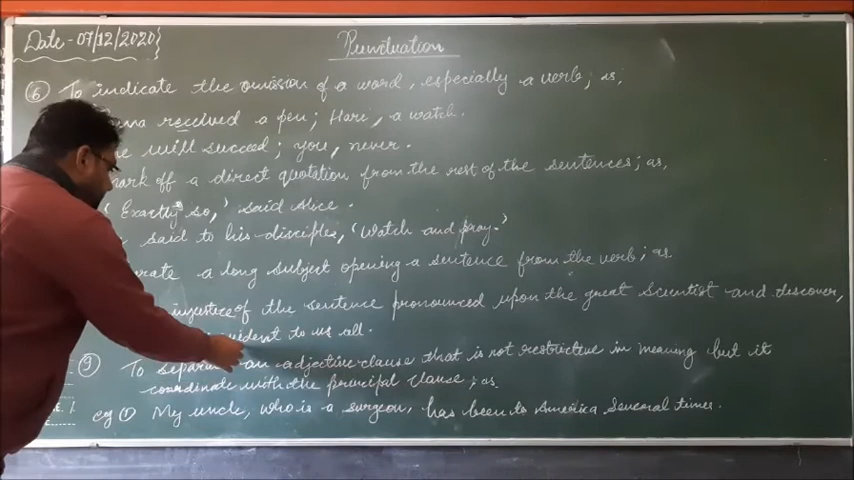 Date - 07/12/2020
Punctuation
⑥ To indicate the omission of a word, especially a verb; as,
received a pen; Hari, a watch.
will succeed; you, never.
mark off a direct quotation from the rest of the sentences; as,
'Exactly so,' said Alice.
said to his disciples, 'Watch and pray.'
a long subject opening a sentence from the verb; as
injustice of the sentence pronounced upon the great Scientist and discover,
to us all.
⑨ To an adjective clause that is not restrictive in meaning but it
coordinate with the principal clause; as
eg ① My uncle, who is a surgeon, has been to America Several times.